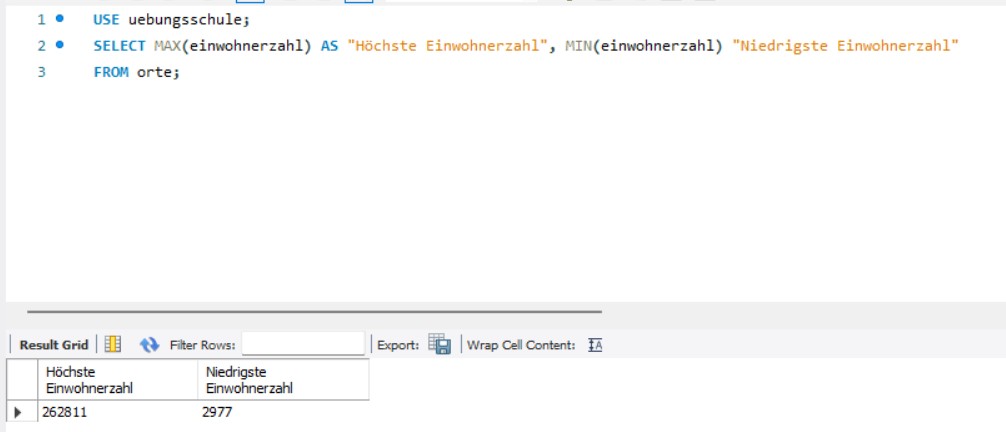 1 USE uebungsschule;
2 SELECT MAX(einwohnerzahl) AS "Höchste Einwohnerzahl", MIN(einwohnerzahl) "Niedrigste Einwohnerzahl"
3 FROM orte;
Result Grid Filter Rows: Export: Wrap Cell Content: IA
Höchste Einwohnerzahl Niedrigste Einwohnerzahl
262811 2977